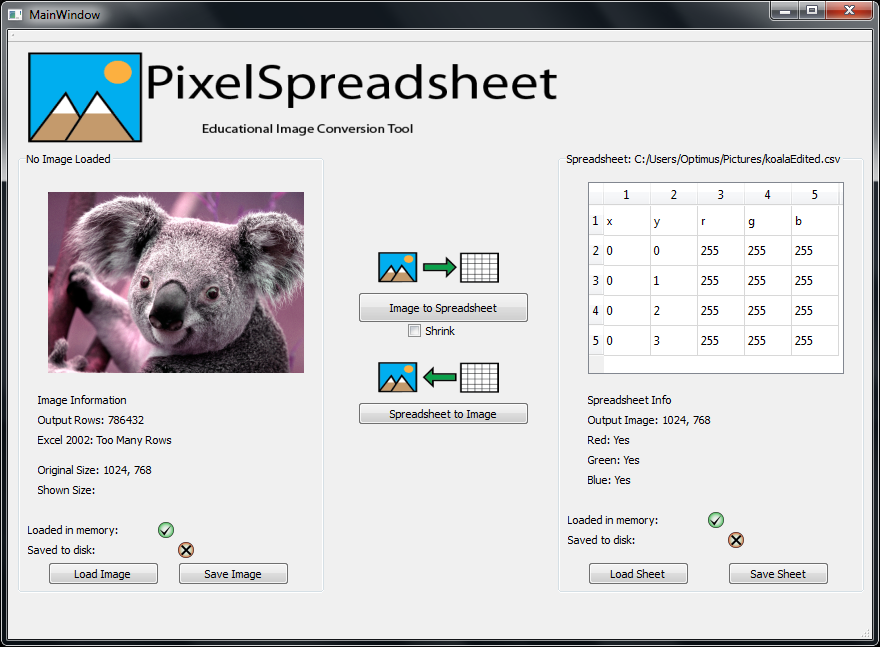 MainWindow
PixelSpreadsheet
Educational Image Conversion Tool
No Image Loaded
Image Information
Output Rows: 786432
Excel 2002: Too Many Rows
Original Size: 1024, 768
Shown Size:
Loaded in memory:
Saved to disk:
Load Image Save Image
Image to Spreadsheet
Shrink
Spreadsheet to Image
Spreadsheet: C:/Users/Optimus/Pictures/koalaEdited.csv
1 2 3 4 5
1 x y r g b
2 0 0 255 255 255
3 0 1 255 255 255
4 0 2 255 255 255
5 0 3 255 255 255
Spreadsheet Info
Output Image: 1024, 768
Red: Yes
Green: Yes
Blue: Yes
Loaded in memory:
Saved to disk:
Load Sheet Save Sheet